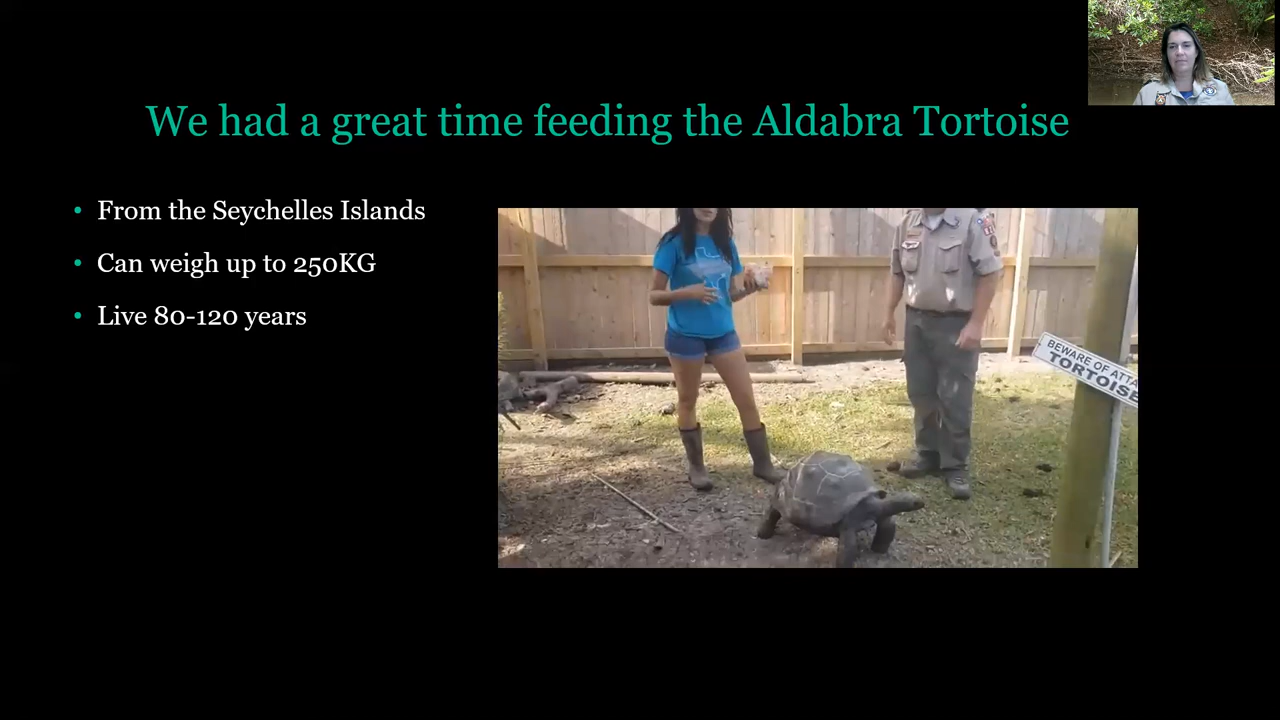 We had a great time feeding the Aldabra Tortoise
• From the Seychelles Islands
• Can weigh up to 250KG
• Live 80-120 years
BEWARE OF ATTA
TORTOISE